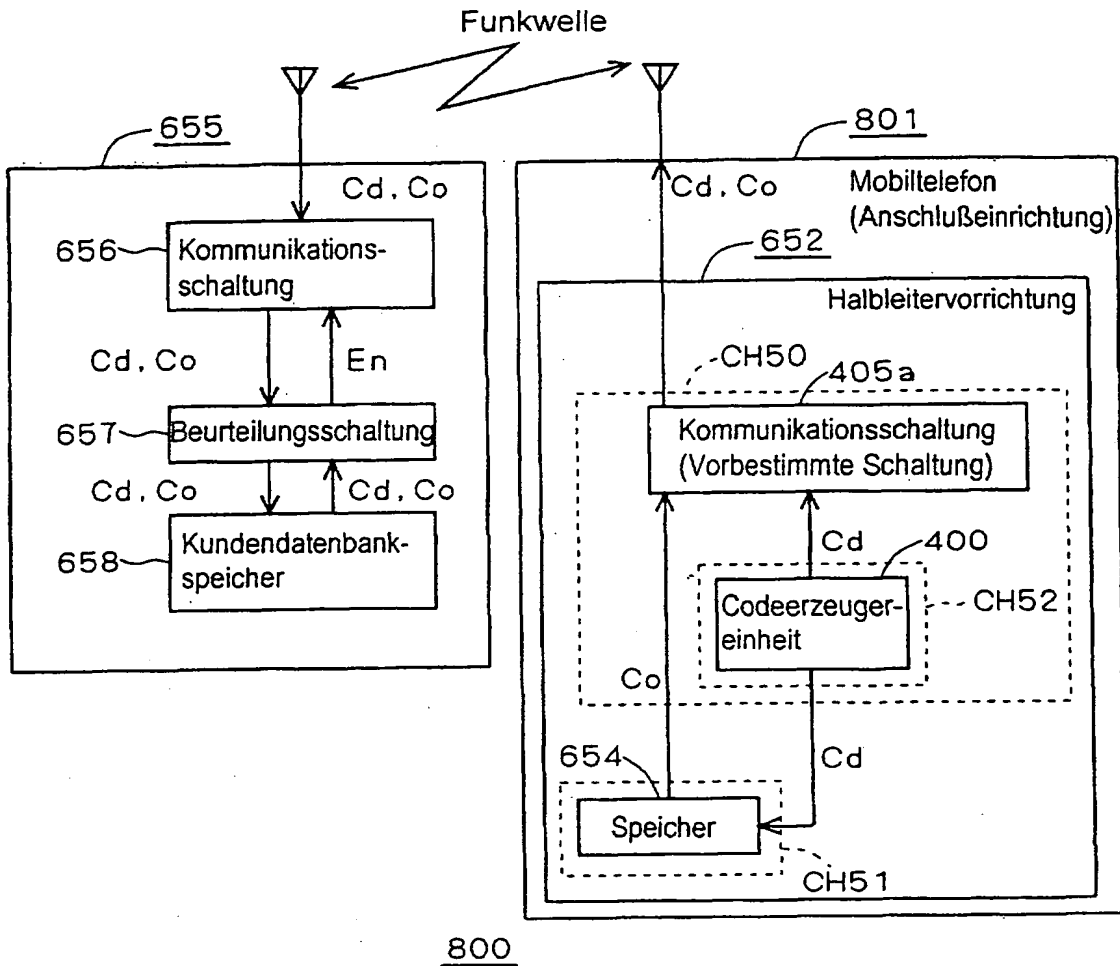 Funkwelle
655
801
Cd, Co
Cd, Co
Mobiltelefon
(Anschlußeinrichtung)
652
656
Kommunikations-
schaltung
Halbleitervorrichtung
CH50
405a
Cd, Co
En
Kommunikationsschaltung
(Vorbestimmte Schaltung)
657
Beurteilungsschaltung
Cd, Co
Cd, Co
Cd
400
658
Kundendatenbank-
speicher
Codeerzeuger-
einheit
CH52
Co
Cd
654
Speicher
CH51
800